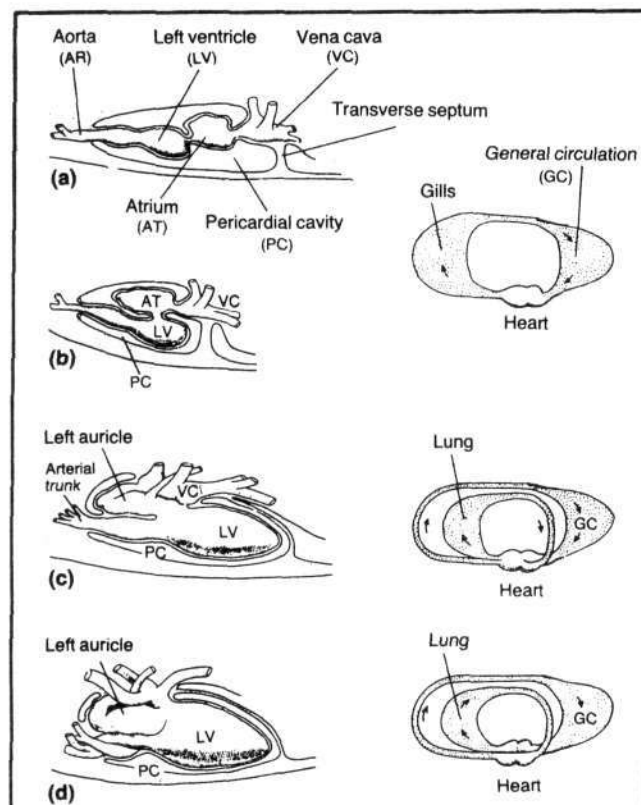 Aorta
(AR)
Left ventricle
(LV)
Vena cava
(VC)
Transverse septum
(a)
Atrium
(AT)
Pericardial cavity
(PC)
General circulation
(GC)
Gills
Heart
AT
VC
LV
(b)
PC
Left auricle
Arterial
trunk
VC
LV
PC
(c)
Lung
GC
Heart
Left auricle
LV
PC
(d)
Lung
GC
Heart